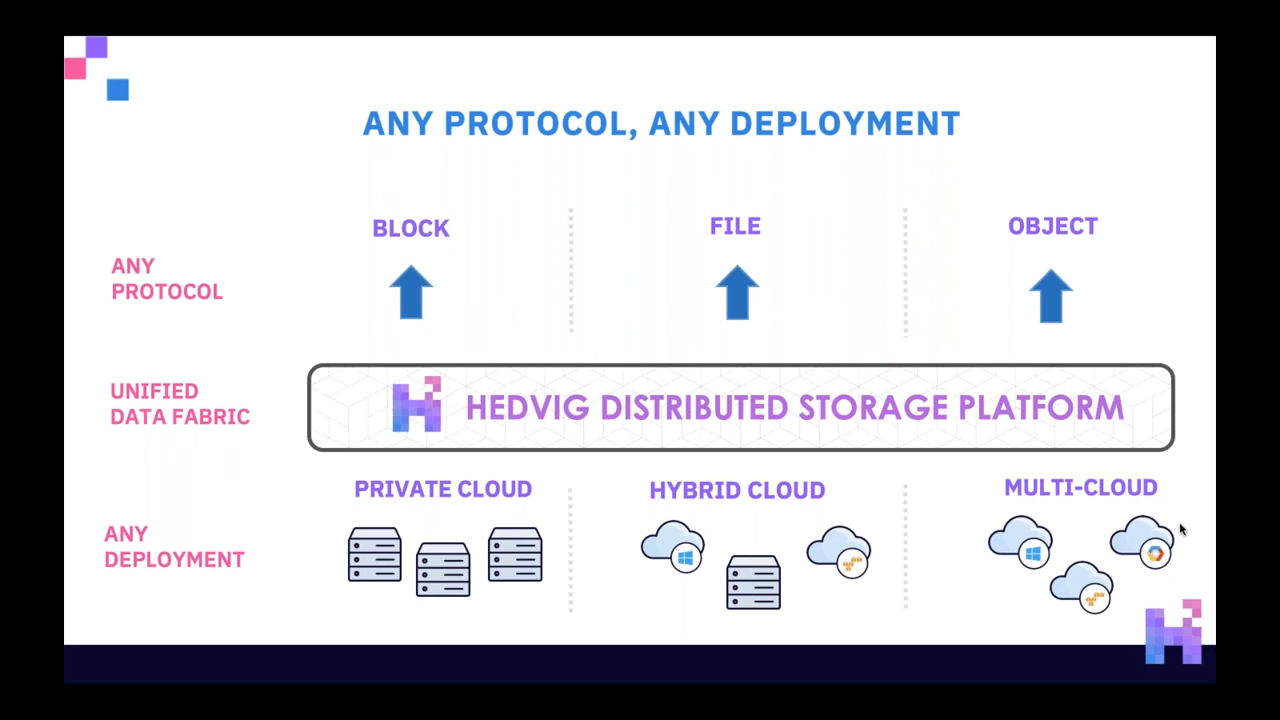 ANY PROTOCOL, ANY DEPLOYMENT
BLOCK
FILE
OBJECT
ANY
PROTOCOL
UNIFIED
DATA FABRIC
HEDVIG DISTRIBUTED STORAGE PLATFORM
PRIVATE CLOUD
HYBRID CLOUD
MULTI-CLOUD
ANY
DEPLOYMENT